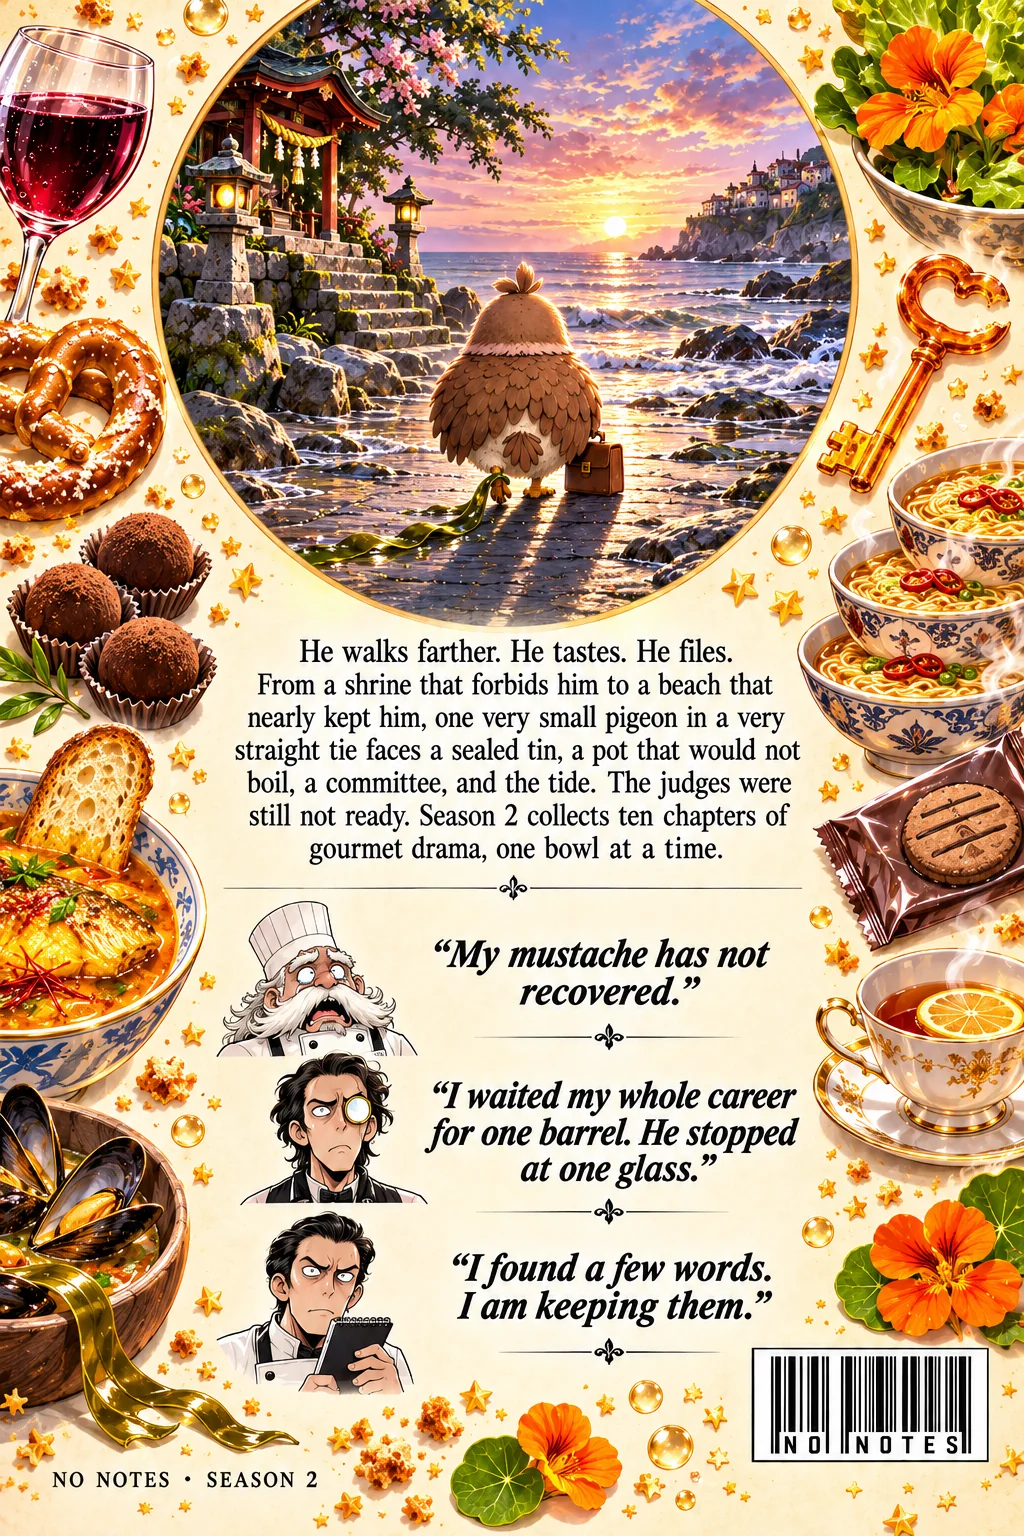 He walks farther. He tastes. He files.
From a shrine that forbids him to a beach that
nearly kept him, one very small pigeon in a very
straight tie faces a sealed tin, a pot that would not
boil, a committee, and the tide. The judges were
still not ready. Season 2 collects ten chapters of
gourmet drama, one bowl at a time.
“My mustache has not
recovered.”
“I waited my whole career
for one barrel. He stopped
at one glass.”
“I found a few words.
I am keeping them.”
NO NOTES
NO NOTES • SEASON 2